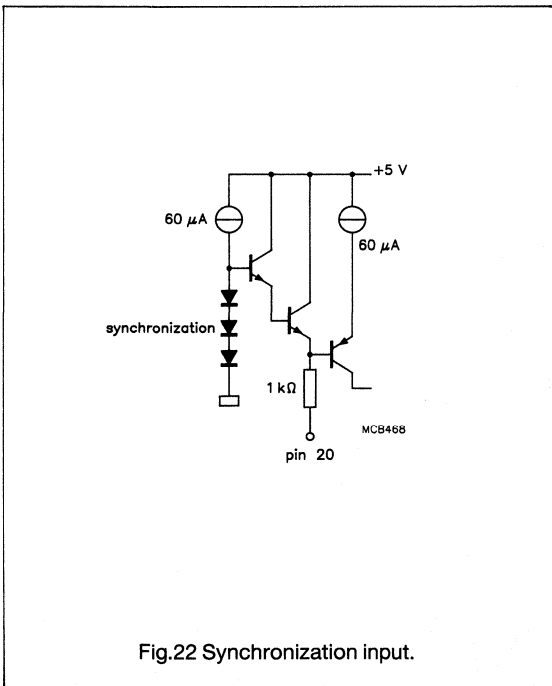 +5 V
60 μA
60 μA
synchronization
1 kΩ
MCB468
pin 20
Fig.22 Synchronization input.